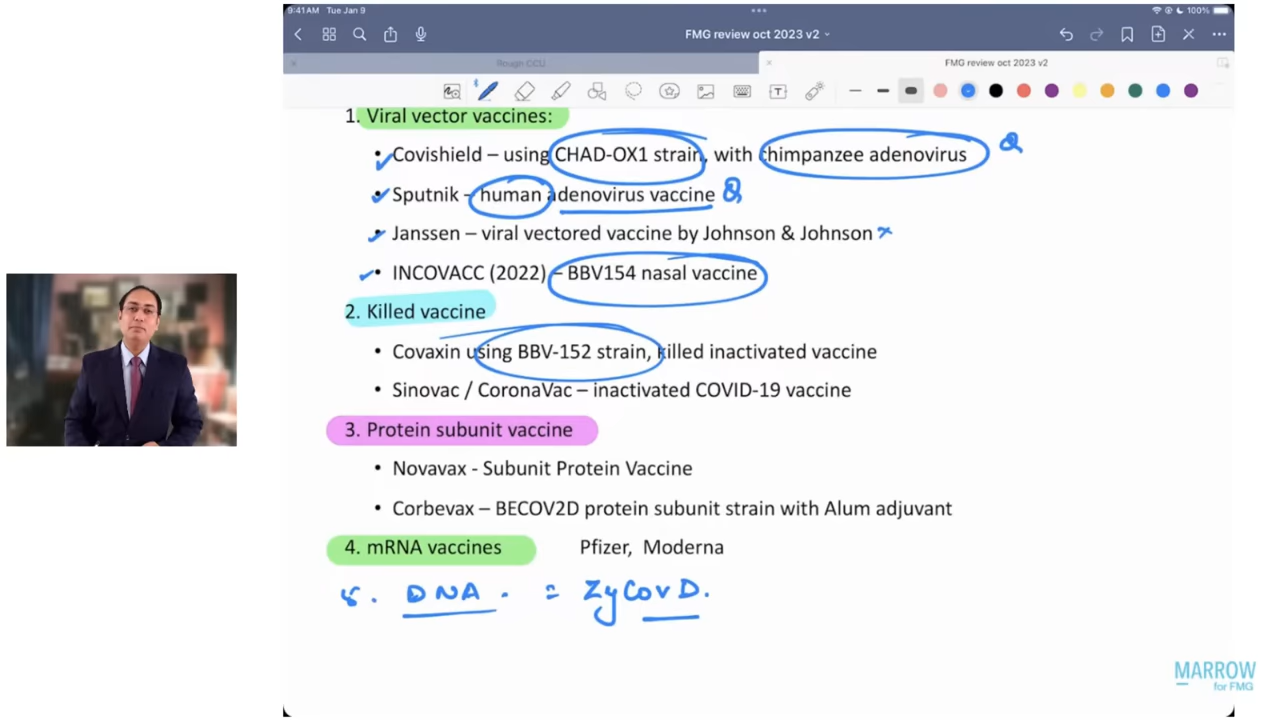 9:41 AM Tue Jan 9
100%
FMG review oct 2023 v2
Rough CCU
FMG review oct 2023 v2
T
1. Viral vector vaccines:
• Covishield – using CHAD-OX1 strain, with chimpanzee adenovirus
• Sputnik – human adenovirus vaccine
• Janssen – viral vectored vaccine by Johnson & Johnson
• INCOVACC (2022) – BBV154 nasal vaccine
2. Killed vaccine
• Covaxin using BBV-152 strain, killed inactivated vaccine
• Sinovac / CoronaVac – inactivated COVID-19 vaccine
3. Protein subunit vaccine
• Novavax - Subunit Protein Vaccine
• Corbevax – BECOV2D protein subunit strain with Alum adjuvant
4. mRNA vaccines Pfizer, Moderna
5. DNA. = ZyCovD.
MARROW
for FMG